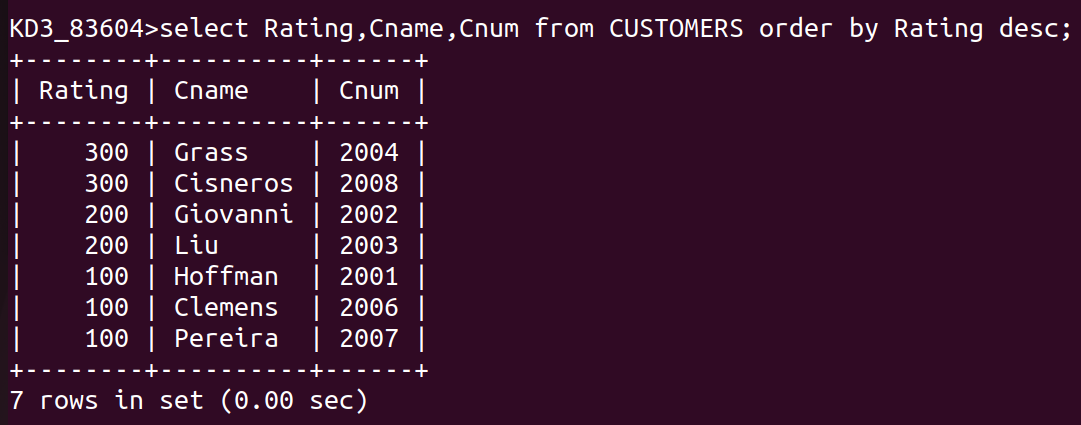 KD3_83604>select Rating,Cname,Cnum from CUSTOMERS order by Rating desc;
+--------+----------+------+
| Rating | Cname    | Cnum |
+--------+----------+------+
|    300 | Grass    | 2004 |
|    300 | Cisneros | 2008 |
|    200 | Giovanni | 2002 |
|    200 | Liu      | 2003 |
|    100 | Hoffman  | 2001 |
|    100 | Clemens  | 2006 |
|    100 | Pereira  | 2007 |
+--------+----------+------+
7 rows in set (0.00 sec)